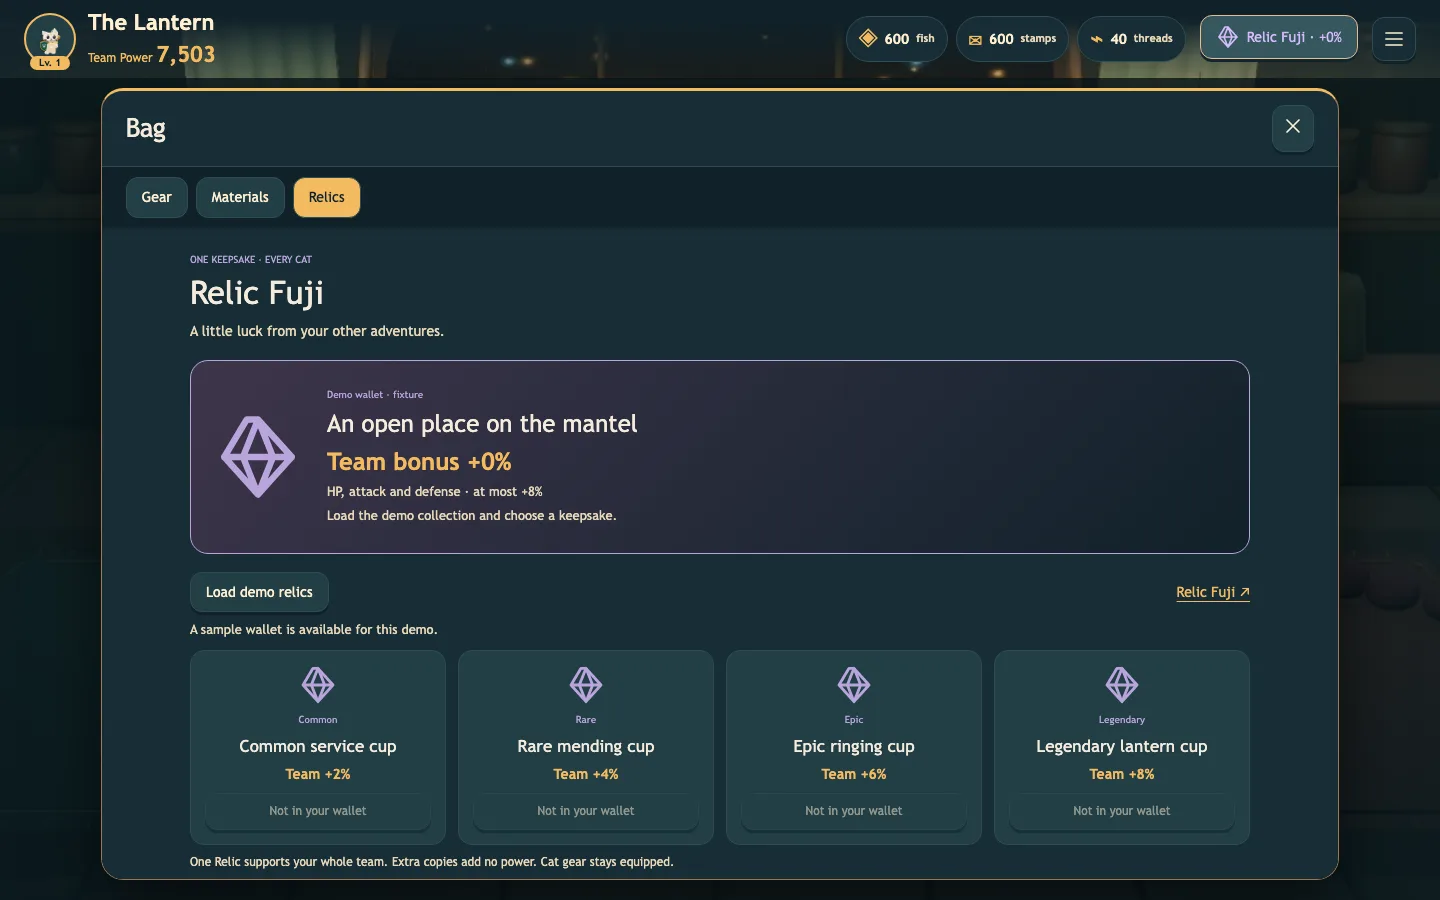 The Lantern
Team Power 7,503
Lv. 1
600 fish
600 stamps
40 threads
Relic Fuji · +0%
Bag
Gear
Materials
Relics
ONE KEEPSAKE · EVERY CAT
Relic Fuji
A little luck from your other adventures.
Demo wallet · fixture
An open place on the mantel
Team bonus +0%
HP, attack and defense · at most +8%
Load the demo collection and choose a keepsake.
Load demo relics
Relic Fuji ↗
A sample wallet is available for this demo.
Common
Common service cup
Team +2%
Not in your wallet
Rare
Rare mending cup
Team +4%
Not in your wallet
Epic
Epic ringing cup
Team +6%
Not in your wallet
Legendary
Legendary lantern cup
Team +8%
Not in your wallet
One Relic supports your whole team. Extra copies add no power. Cat gear stays equipped.